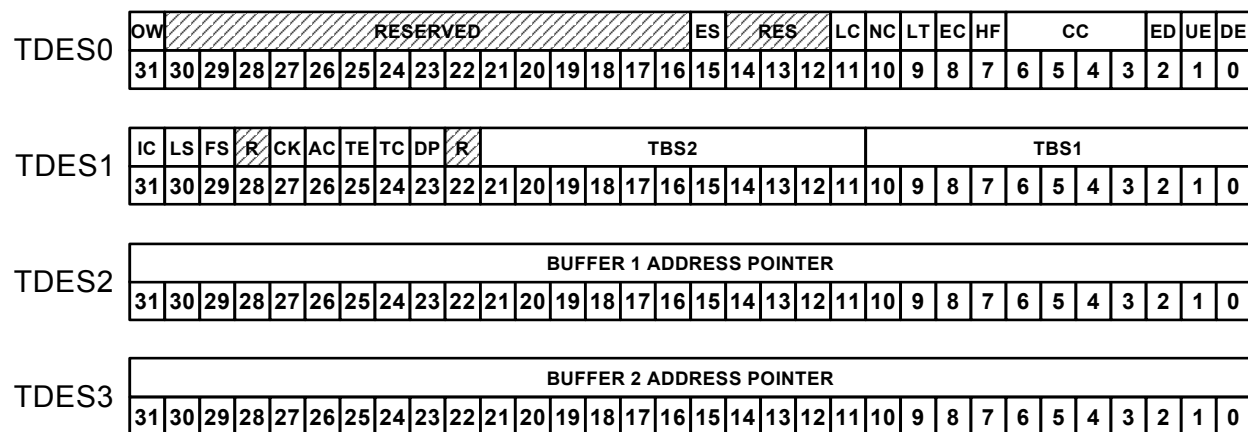 TDES0
OW RESERVED ES RES LC NC LT EC HF CC ED UE DE
31 30 29 28 27 26 25 24 23 22 21 20 19 18 17 16 15 14 13 12 11 10 9 8 7 6 5 4 3 2 1 0
TDES1
IC LS FS R CK AC TE TC DP R TBS2 TBS1
31 30 29 28 27 26 25 24 23 22 21 20 19 18 17 16 15 14 13 12 11 10 9 8 7 6 5 4 3 2 1 0
TDES2
BUFFER 1 ADDRESS POINTER
31 30 29 28 27 26 25 24 23 22 21 20 19 18 17 16 15 14 13 12 11 10 9 8 7 6 5 4 3 2 1 0
TDES3
BUFFER 2 ADDRESS POINTER
31 30 29 28 27 26 25 24 23 22 21 20 19 18 17 16 15 14 13 12 11 10 9 8 7 6 5 4 3 2 1 0